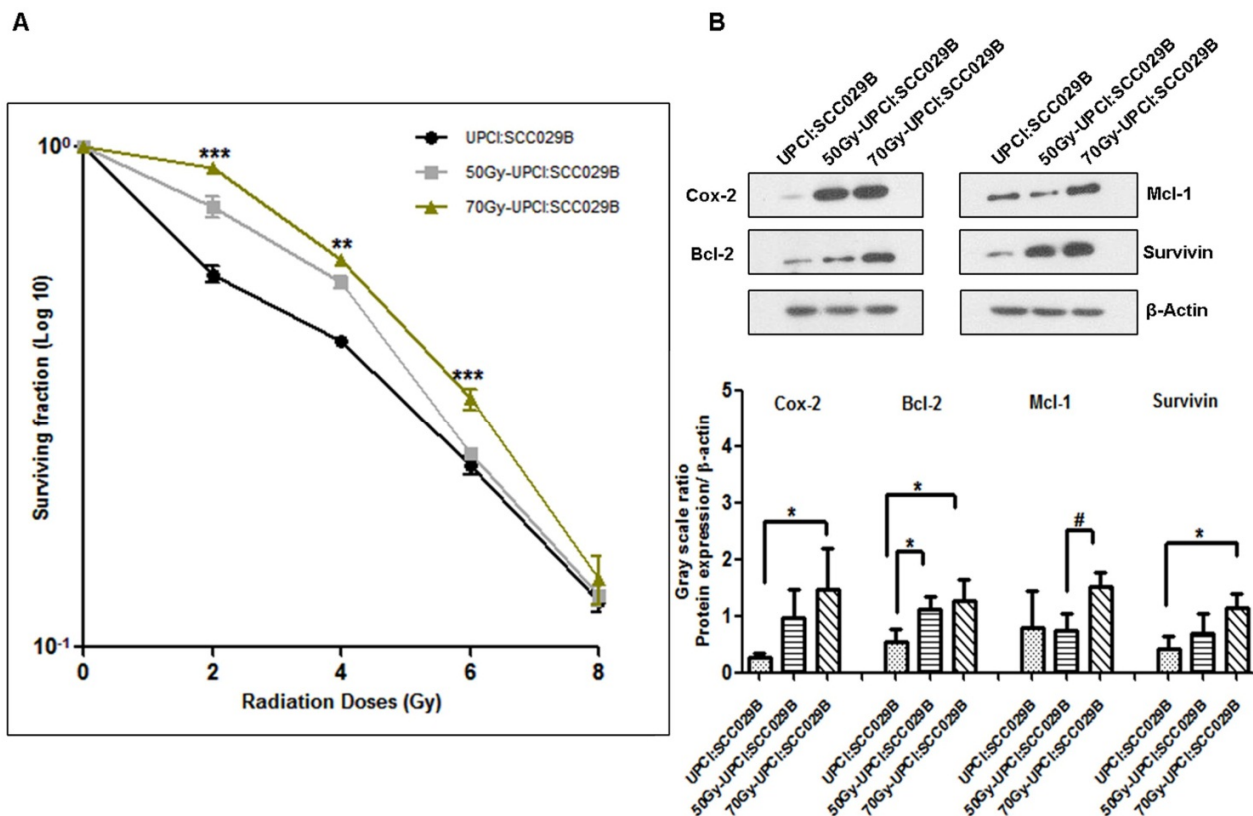 A
10⁰
10⁻¹
Surviving fraction (Log 10)
0 2 4 6 8
Radiation Doses (Gy)
UPCI:SCC029B
50Gy-UPCI:SCC029B
70Gy-UPCI:SCC029B
***
**
***
B
UPCI:SCC029B
50Gy-UPCI:SCC029B
70Gy-UPCI:SCC029B
UPCI:SCC029B
50Gy-UPCI:SCC029B
70Gy-UPCI:SCC029B
Cox-2
Mcl-1
Bcl-2
Survivin
β-Actin
Gray scale ratio
Protein expression/ β-actin
5
4
3
2
1
0
Cox-2 Bcl-2 Mcl-1 Survivin
*
*
*
#
*
UPCI:SCC029B
50Gy-UPCI:SCC029B
70Gy-UPCI:SCC029B
UPCI:SCC029B
50Gy-UPCI:SCC029B
70Gy-UPCI:SCC029B
UPCI:SCC029B
50Gy-UPCI:SCC029B
70Gy-UPCI:SCC029B
UPCI:SCC029B
50Gy-UPCI:SCC029B
70Gy-UPCI:SCC029B